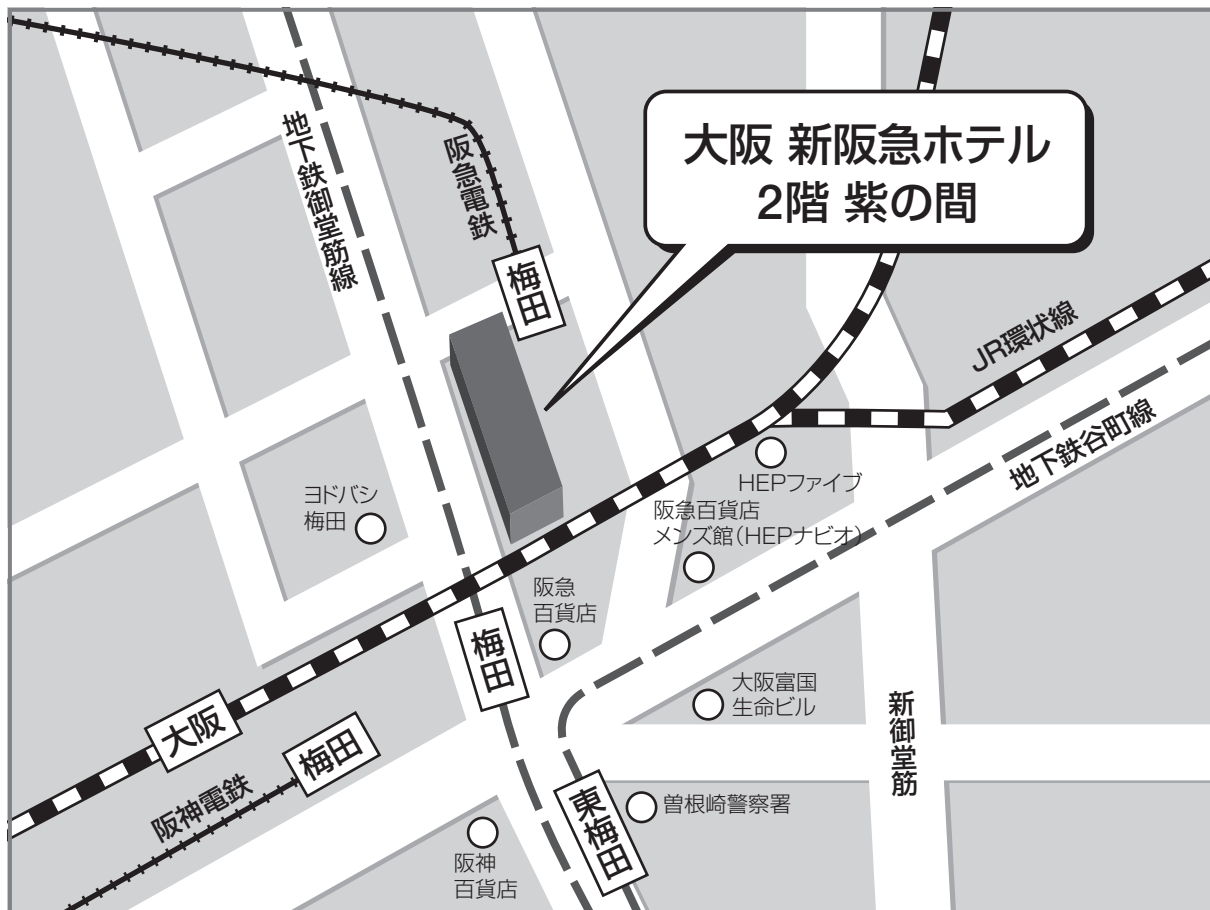 地下鉄御堂筋線
阪急電鉄
梅田
大阪 新阪急ホテル
2階 紫の間
JR環状線
地下鉄谷町線
HEPファイブ
ヨドバシ
梅田
阪急百貨店
メンズ館(HEPナビオ)
阪急
百貨店
梅田
大阪
梅田
阪神電鉄
大阪富国
生命ビル
新御堂筋
東梅田
曽根崎警察署
阪神
百貨店